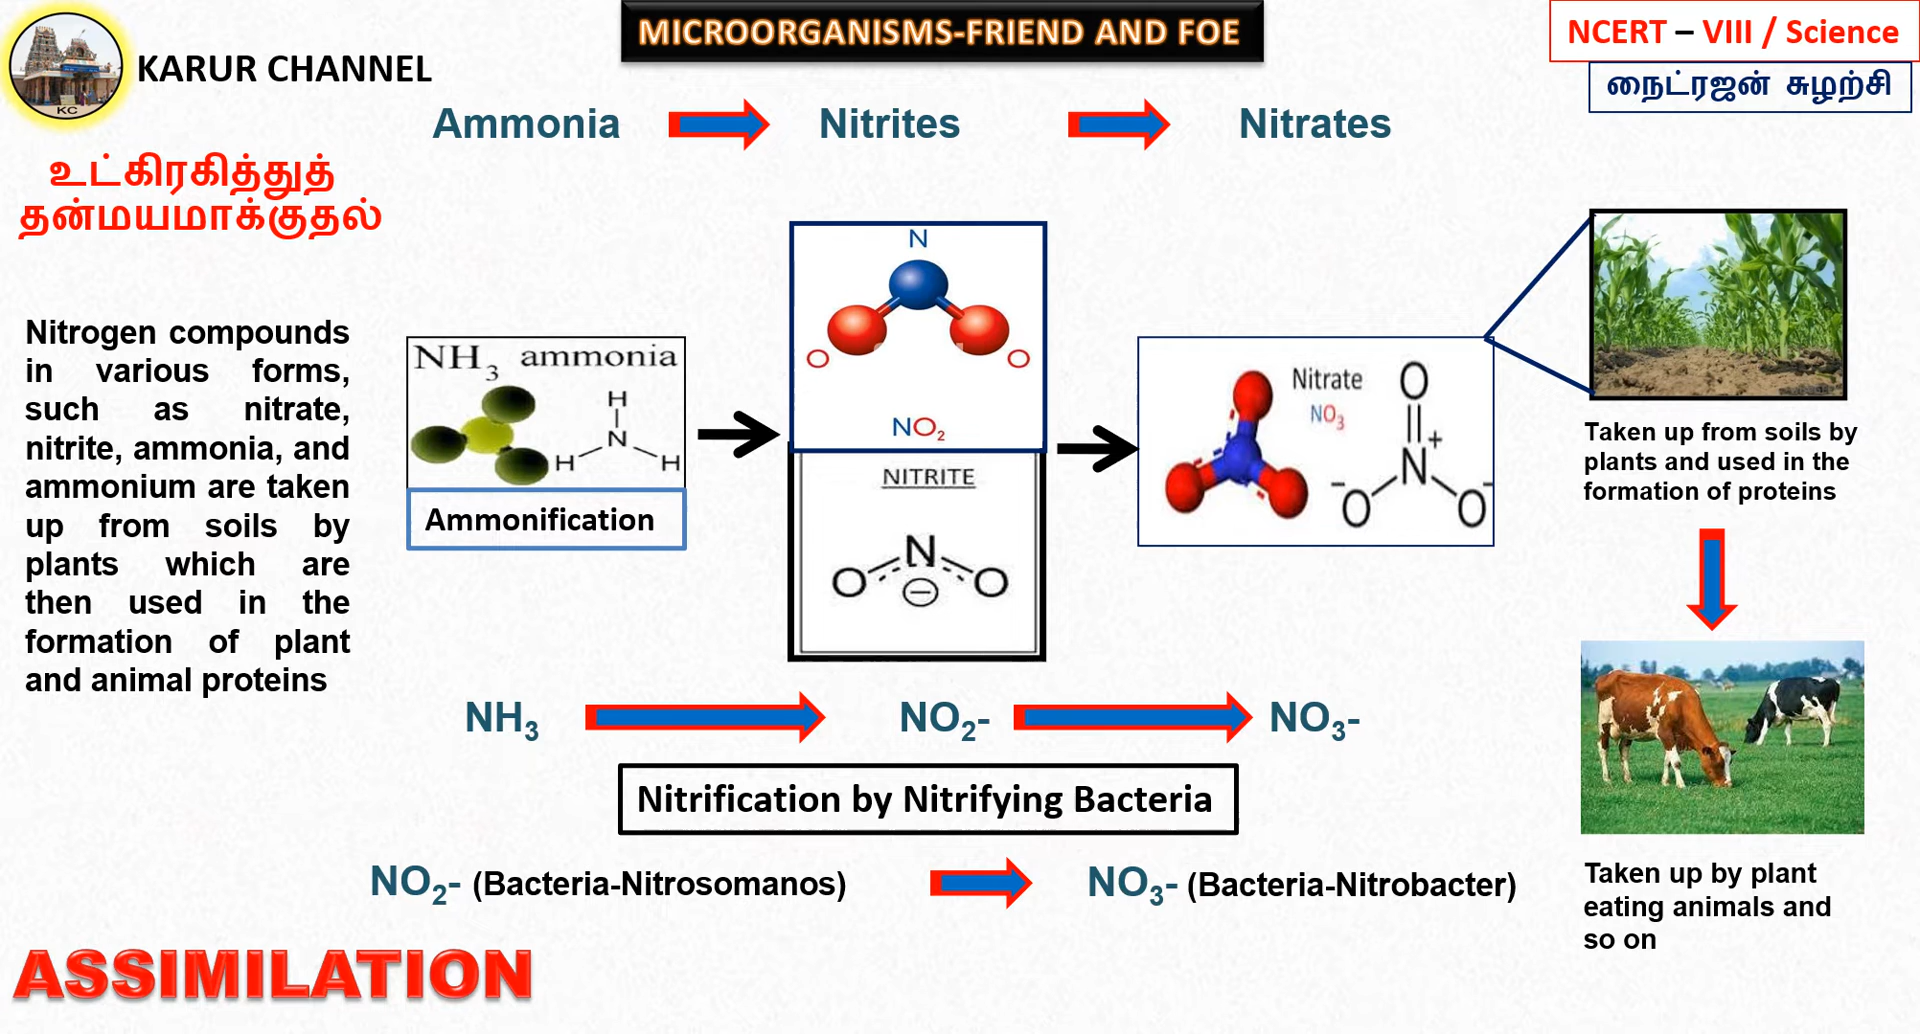 MICROORGANISMS-FRIEND AND FOE
NCERT – VIII / Science
நைட்ரஜன் சுழற்சி
KC
KARUR CHANNEL
Ammonia
Nitrites
Nitrates
உட்கிரகித்துத்
தன்மயமாக்குதல்
Nitrogen compounds
in various forms,
such as nitrate,
nitrite, ammonia, and
ammonium are taken
up from soils by
plants which are
then used in the
formation of plant
and animal proteins
NH3 ammonia
H
N
H H
Ammonification
N
O O
NO2
NITRITE
N
O O
Nitrate
NO3
O
N+
-O O-
Taken up from soils by
plants and used in the
formation of proteins
NH3
NO2-
NO3-
Nitrification by Nitrifying Bacteria
NO2- (Bacteria-Nitrosomanos)
NO3- (Bacteria-Nitrobacter)
Taken up by plant
eating animals and
so on
ASSIMILATION